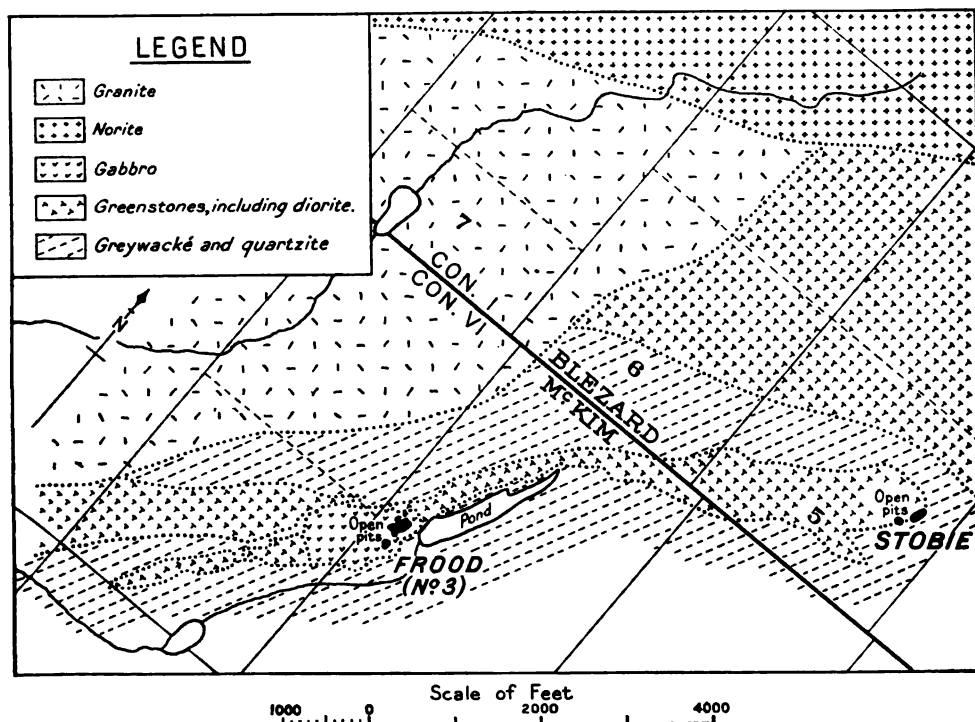 LEGEND
Granite
Norite
Gabbro
Greenstones, including diorite.
Greywacké and quartzite
N
7
CON
CON. VI
BLEZARD
McKIM
6
5
Open
pits
STOBIE
Open
pits
Pond
FROOD
(No 3)
Scale of Feet
1000 0 2000 4000